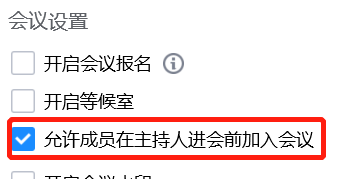 会议设置
开启会议报名
开启等候室
允许成员在主持人进会前加入会议